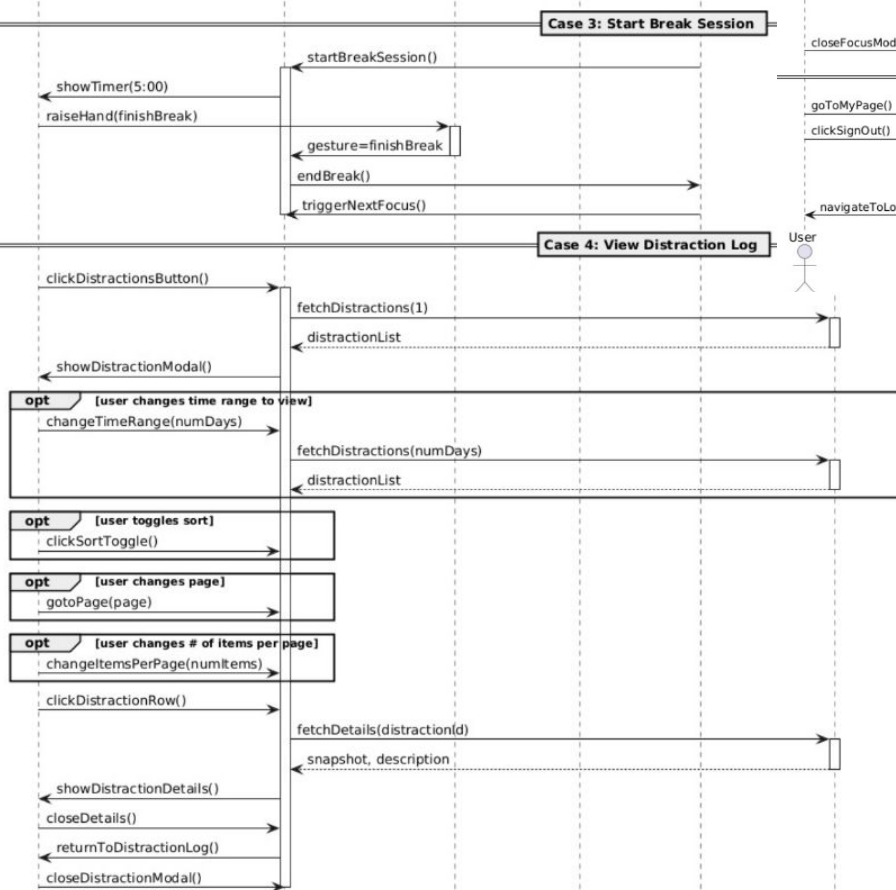 Case 3: Start Break Session
startBreakSession()
showTimer(5:00)
raiseHand(finishBreak)
gesture=finishBreak
endBreak()
triggerNextFocus()
Case 4: View Distraction Log
clickDistractionsButton()
fetchDistractions(1)
distractionList
showDistractionModal()
opt [user changes time range to view]
changeTimeRange(numDays)
fetchDistractions(numDays)
distractionList
opt [user toggles sort]
clickSortToggle()
opt [user changes page]
gotoPage(page)
opt [user changes # of items per page]
changeItemsPerPage(numItems)
clickDistractionRow()
fetchDetails(distractionId)
snapshot, description
showDistractionDetails()
closeDetails()
returnToDistractionLog()
closeDistractionModal()
closeFocusMod
goToMyPage()
clickSignOut()
navigateToLo
User